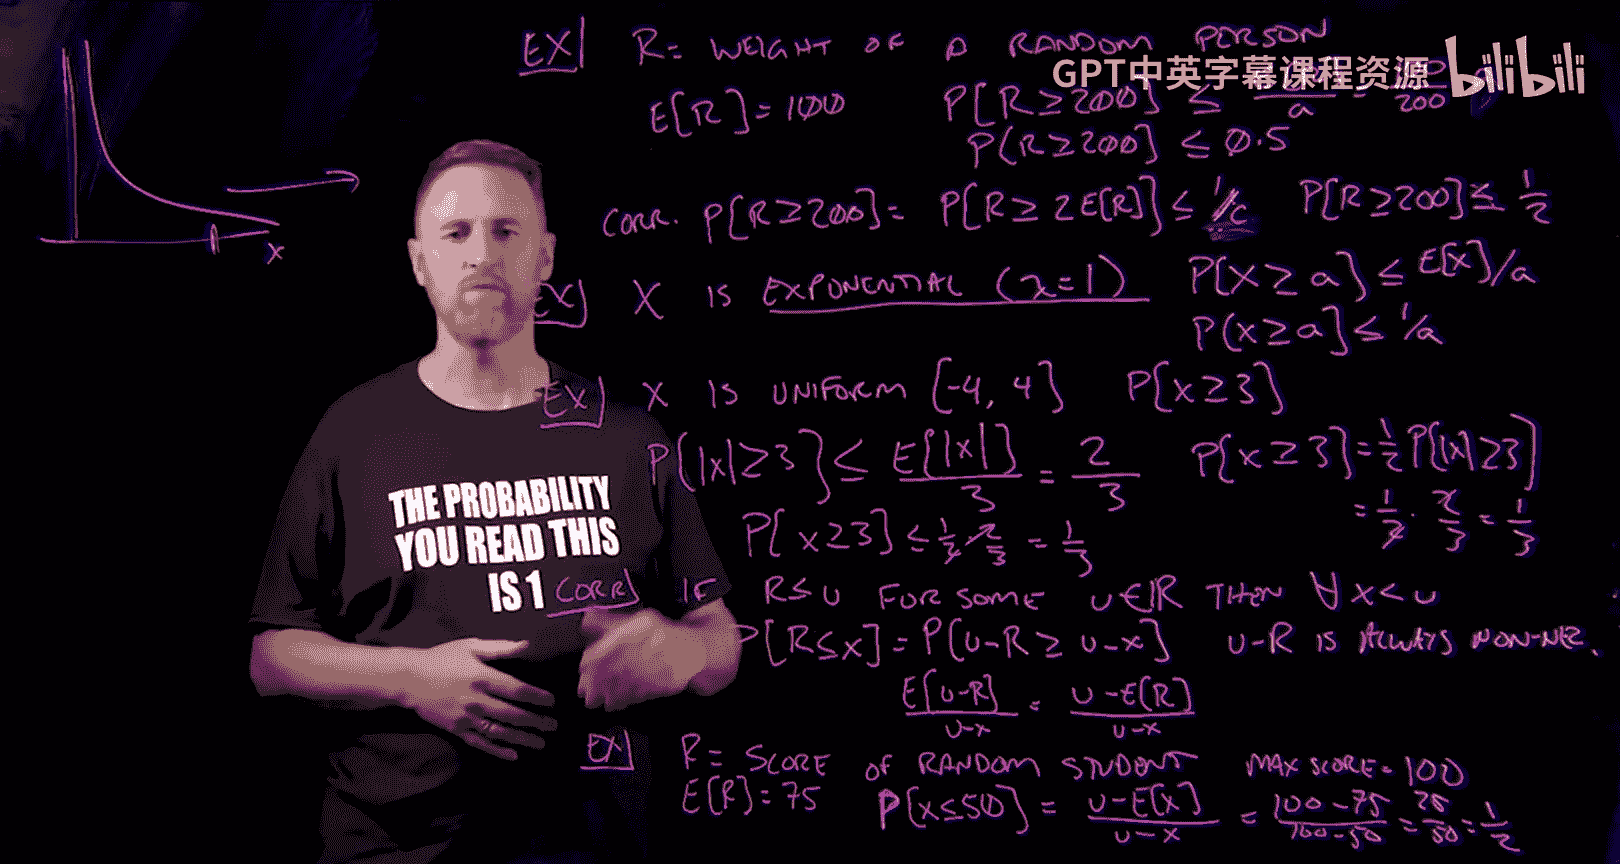 EX R = WEIGHT OF A RANDOM PERSON
GPT中英字幕课程资源 bilibili
E[R] = 100 P[R ≥ 200] ≤ /a = /200
P(R ≥ 200] ≤ 0.5
CORR. P[R ≥ 200] = P[R ≥ 2E[R]] ≤ 1/c P[R ≥ 200] ≤ 1/2
EX X IS EXPONENTIAL (λ=1) P[X ≥ a] ≤ E[X]/a
P(X ≥ a] ≤ 1/a
x
EX X IS UNIFORM [-4, 4] P[X ≥ 3]
P(|X| ≥ 3] ≤ E[|X|]/3 = 2/3 P[X ≥ 3] = 1/2 P[|X| ≥ 3]
= 1/2 · 2/3 = 1/3
P[X ≥ 3] ≤ 1/2 · 2/3 = 1/3
THE PROBABILITY
YOU READ THIS
IS 1
CORR IF R ≤ U FOR SOME U ∈ ℝ THEN ∀ X < U
P[R ≤ X] = P[U-R ≥ U-X] U-R IS ALWAYS NON-NEG.
E[U-R]/U-X = U-E[R]/U-X
EX R = SCORE OF RANDOM STUDENT MAX SCORE = 100
E[R] = 75 P[X ≤ 50] = U-E[X]/U-X = 100-75/100-50 = 25/50 = 1/2